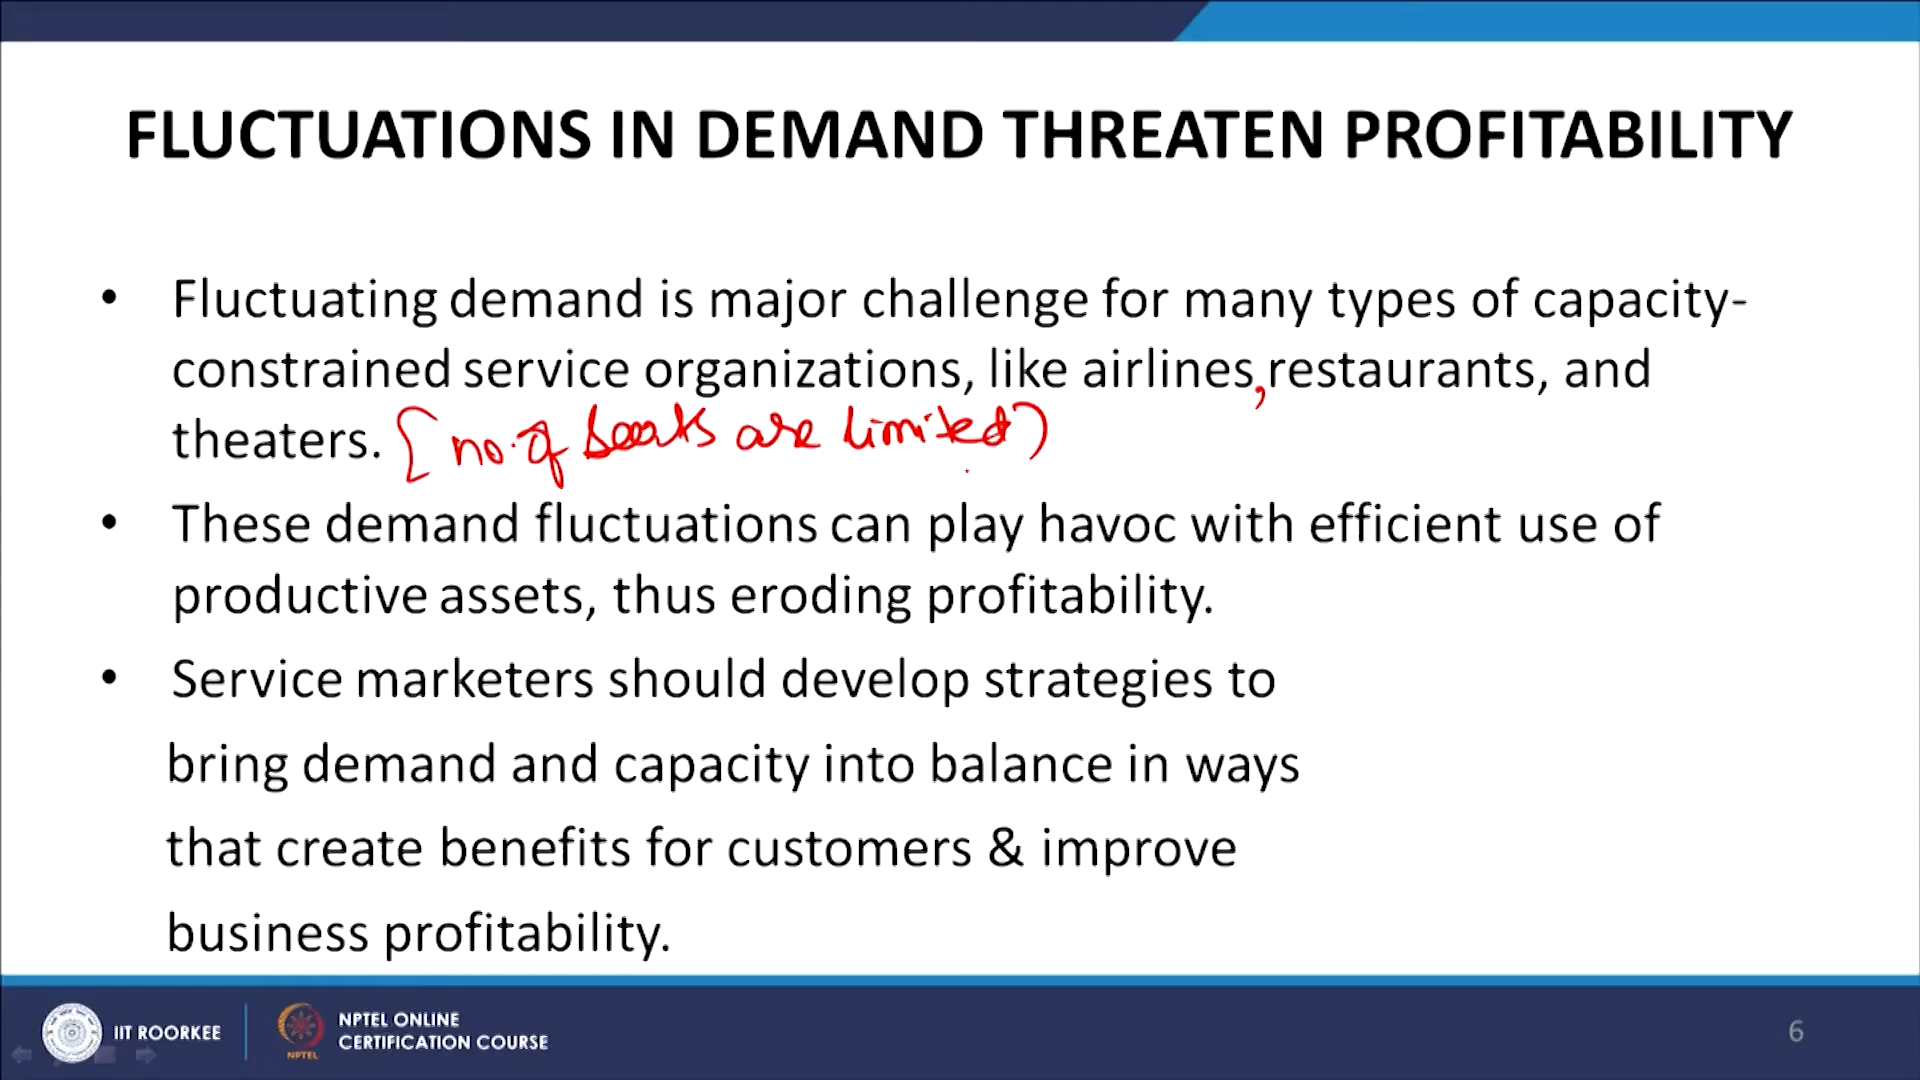 FLUCTUATIONS IN DEMAND THREATEN PROFITABILITY
• Fluctuating demand is major challenge for many types of capacity-
constrained service organizations, like airlines,restaurants, and
theaters. [no. of seats are limited)
• These demand fluctuations can play havoc with efficient use of
productive assets, thus eroding profitability.
• Service marketers should develop strategies to
bring demand and capacity into balance in ways
that create benefits for customers & improve
business profitability.
IIT ROORKEE
NPTEL
NPTEL ONLINE
CERTIFICATION COURSE
6